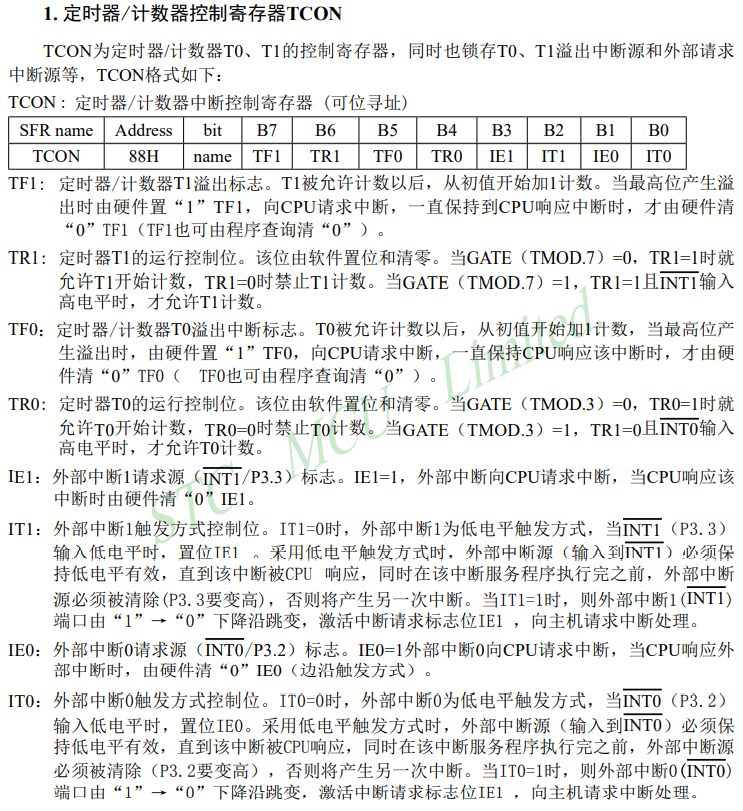 1. 定时器/计数器控制寄存器TCON
TCON为定时器/计数器T0、T1的控制寄存器，同时也锁存T0、T1溢出中断源和外部请求
中断源等，TCON格式如下：
TCON : 定时器/计数器中断控制寄存器 (可位寻址)
SFR name Address bit B7 B6 B5 B4 B3 B2 B1 B0
TCON 88H name TF1 TR1 TF0 TR0 IE1 IT1 IE0 IT0
TF1： 定时器/计数器T1溢出标志。T1被允许计数以后，从初值开始加1计数。当最高位产生溢
出时由硬件置“1”TF1，向CPU请求中断，一直保持到CPU响应中断时，才由硬件清
“0”TF1（TF1也可由程序查询清“0”）。
TR1： 定时器T1的运行控制位。该位由软件置位和清零。当GATE（TMOD.7）=0，TR1=1时就
允许T1开始计数，TR1=0时禁止T1计数。当GATE（TMOD.7）=1，TR1=1且INT1输入
高电平时，才允许T1计数。
TF0：定时器/计数器T0溢出中断标志。T0被允许计数以后，从初值开始加1计数，当最高位产
生溢出时，由硬件置“1”TF0，向CPU请求中断，一直保持CPU响应该中断时，才由硬
件清“0”TF0（ TF0也可由程序查询清“0”）。
TR0： 定时器T0的运行控制位。该位由软件置位和清零。当GATE（TMOD.3）=0，TR0=1时就
允许T0开始计数，TR0=0时禁止T0计数。当GATE（TMOD.3）=1，TR1=0且INT0输入
高电平时，才允许T0计数。
IE1：外部中断1请求源（INT1/P3.3）标志。IE1=1，外部中断向CPU请求中断，当CPU响应该
中断时由硬件清“0”IE1。
IT1：外部中断1触发方式控制位。IT1=0时，外部中断1为低电平触发方式，当INT1（P3.3）
输入低电平时，置位IE1 。采用低电平触发方式时，外部中断源（输入到INT1）必须保
持低电平有效，直到该中断被CPU 响应，同时在该中断服务程序执行完之前，外部中断
源必须被清除(P3.3要变高)，否则将产生另一次中断。当IT1=1时，则外部中断1(INT1)
端口由“1”→“0”下降沿跳变，激活中断请求标志位IE1 ，向主机请求中断处理。
IE0：外部中断0请求源（INT0/P3.2）标志。IE0=1外部中断0向CPU请求中断，当CPU响应外
部中断时，由硬件清“0”IE0（边沿触发方式）。
IT0：外部中断0触发方式控制位。IT0=0时，外部中断0为低电平触发方式，当INT0（P3.2）
输入低电平时，置位IE0。采用低电平触发方式时，外部中断源（输入到INT0）必须保
持低电平有效，直到该中断被CPU响应，同时在该中断服务程序执行完之前，外部中断源
必须被清除（P3.2要变高），否则将产生另一次中断。当IT0=1时，则外部中断0(INT0)
端口由“1”→“0”下降沿跳变，激活中断请求标志位IE1 ，向主机请求中断处理。
STC MCU Limited